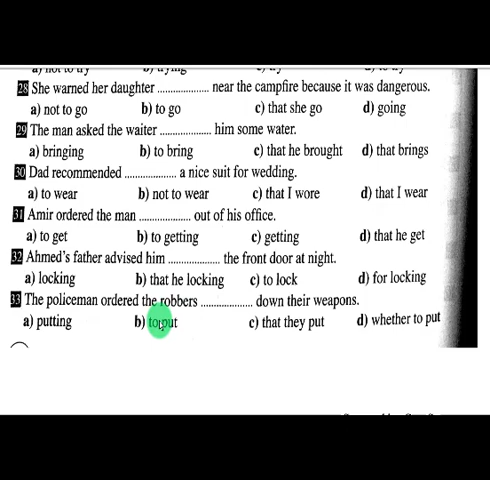 28 She warned her daughter .................... near the campfire because it was dangerous.
a) not to go b) to go c) that she go d) going
29 The man asked the waiter .................... him some water.
a) bringing b) to bring c) that he brought d) that brings
30 Dad recommended .................... a nice suit for wedding.
a) to wear b) not to wear c) that I wore d) that I wear
31 Amir ordered the man .................... out of his office.
a) to get b) to getting c) getting d) that he get
32 Ahmed's father advised him .................... the front door at night.
a) locking b) that he locking c) to lock d) for locking
33 The policeman ordered the robbers .................... down their weapons.
a) putting b) to put c) that they put d) whether to put